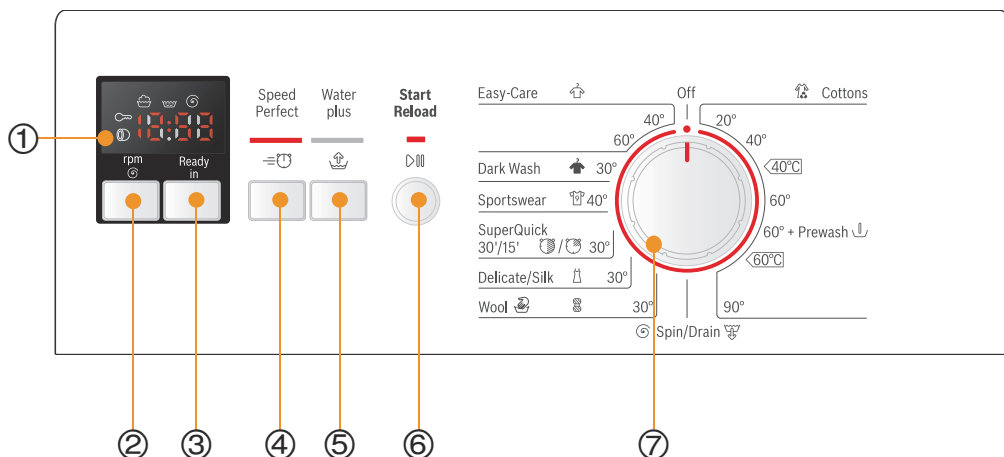 Speed Perfect
Water plus
Start Reload
18:88
rpm
Ready in
Easy-Care
40°
60°
Dark Wash 30°
Sportswear 40°
SuperQuick
30'/15' / 30°
Delicate/Silk 30°
Wool 30°
Off
Cottons
20°
40°
40°C
60°
60° + Prewash
60°C
90°
Spin/Drain
①
②
③
④
⑤
⑥
⑦